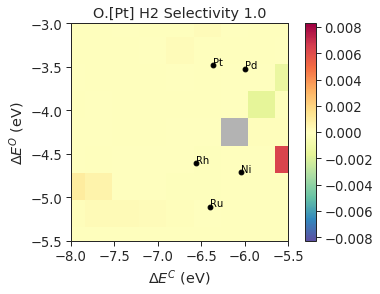 O.[Pt] H2 Selectivity 1.0
−3.0
−3.5
−4.0
−4.5
−5.0
−5.5
ΔE^O (eV)
Pt
Pd
Rh
Ni
Ru
−8.0 −7.5 −7.0 −6.5 −6.0 −5.5
ΔE^C (eV)
0.008
0.006
0.004
0.002
0.000
−0.002
−0.004
−0.006
−0.008